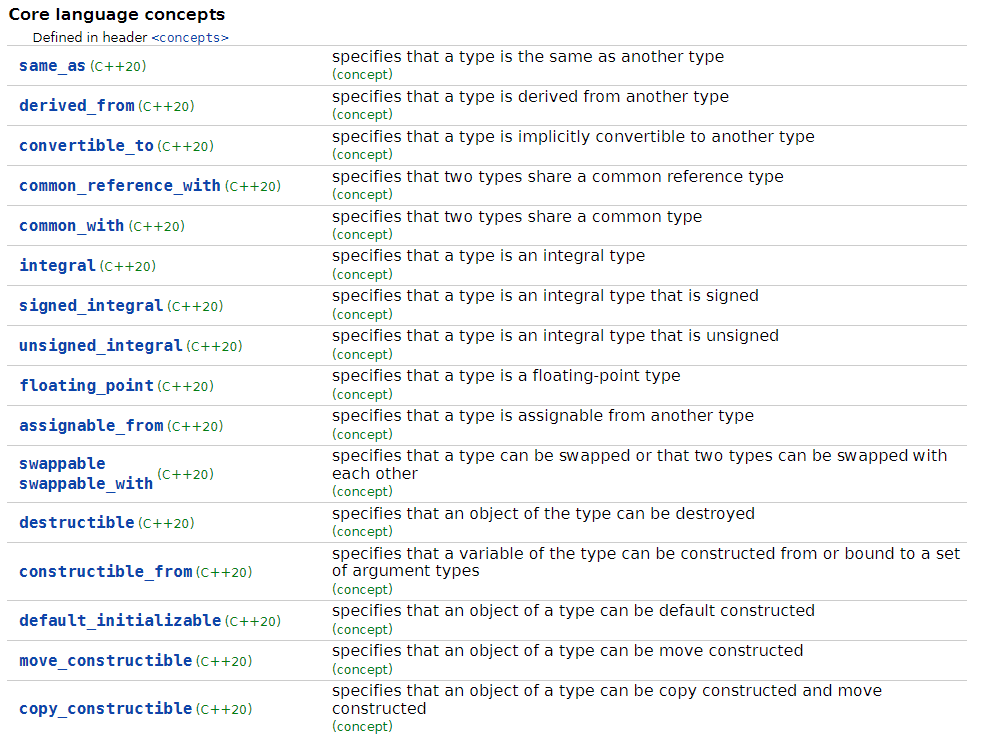 Core language concepts
Defined in header <concepts>
same_as (C++20)
specifies that a type is the same as another type
(concept)
derived_from (C++20)
specifies that a type is derived from another type
(concept)
convertible_to (C++20)
specifies that a type is implicitly convertible to another type
(concept)
common_reference_with (C++20)
specifies that two types share a common reference type
(concept)
common_with (C++20)
specifies that two types share a common type
(concept)
integral (C++20)
specifies that a type is an integral type
(concept)
signed_integral (C++20)
specifies that a type is an integral type that is signed
(concept)
unsigned_integral (C++20)
specifies that a type is an integral type that is unsigned
(concept)
floating_point (C++20)
specifies that a type is a floating-point type
(concept)
assignable_from (C++20)
specifies that a type is assignable from another type
(concept)
swappable
swappable_with (C++20)
specifies that a type can be swapped or that two types can be swapped with
each other
(concept)
destructible (C++20)
specifies that an object of the type can be destroyed
(concept)
constructible_from (C++20)
specifies that a variable of the type can be constructed from or bound to a set
of argument types
(concept)
default_initializable (C++20)
specifies that an object of a type can be default constructed
(concept)
move_constructible (C++20)
specifies that an object of a type can be move constructed
(concept)
copy_constructible (C++20)
specifies that an object of a type can be copy constructed and move
constructed
(concept)